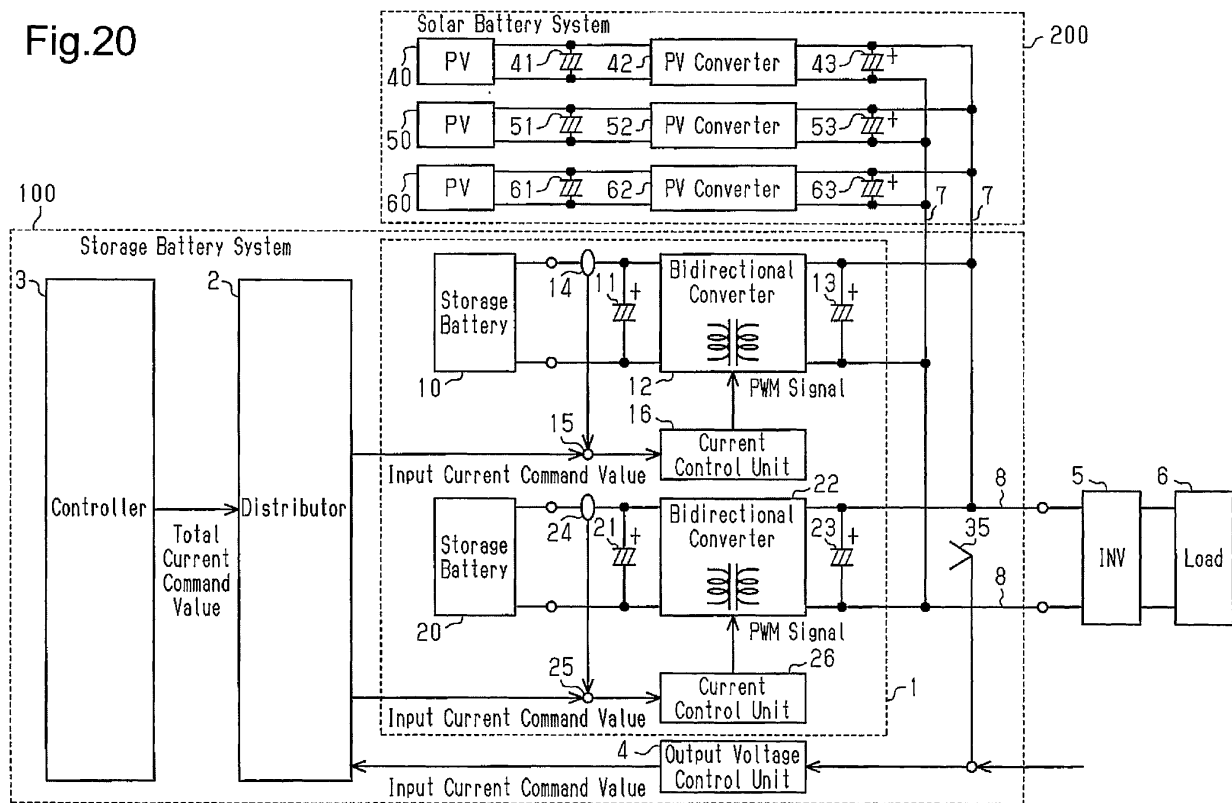 Fig.20
Solar Battery System
200
PV
40
41
42
PV Converter
43
+
PV
50
51
52
PV Converter
53
+
PV
60
61
62
PV Converter
63
+
7
7
100
Storage Battery System
3
Controller
2
Distributor
Total
Current
Command
Value
Storage
Battery
10
14
11
+
Bidirectional
Converter
12
13
+
PWM Signal
15
16
Current
Control Unit
Input Current Command Value
Storage
Battery
20
24
21
+
22
Bidirectional
Converter
23
+
PWM Signal
25
26
Current
Control Unit
Input Current Command Value
1
8
8
35
5
INV
6
Load
4
Output Voltage
Control Unit
Input Current Command Value